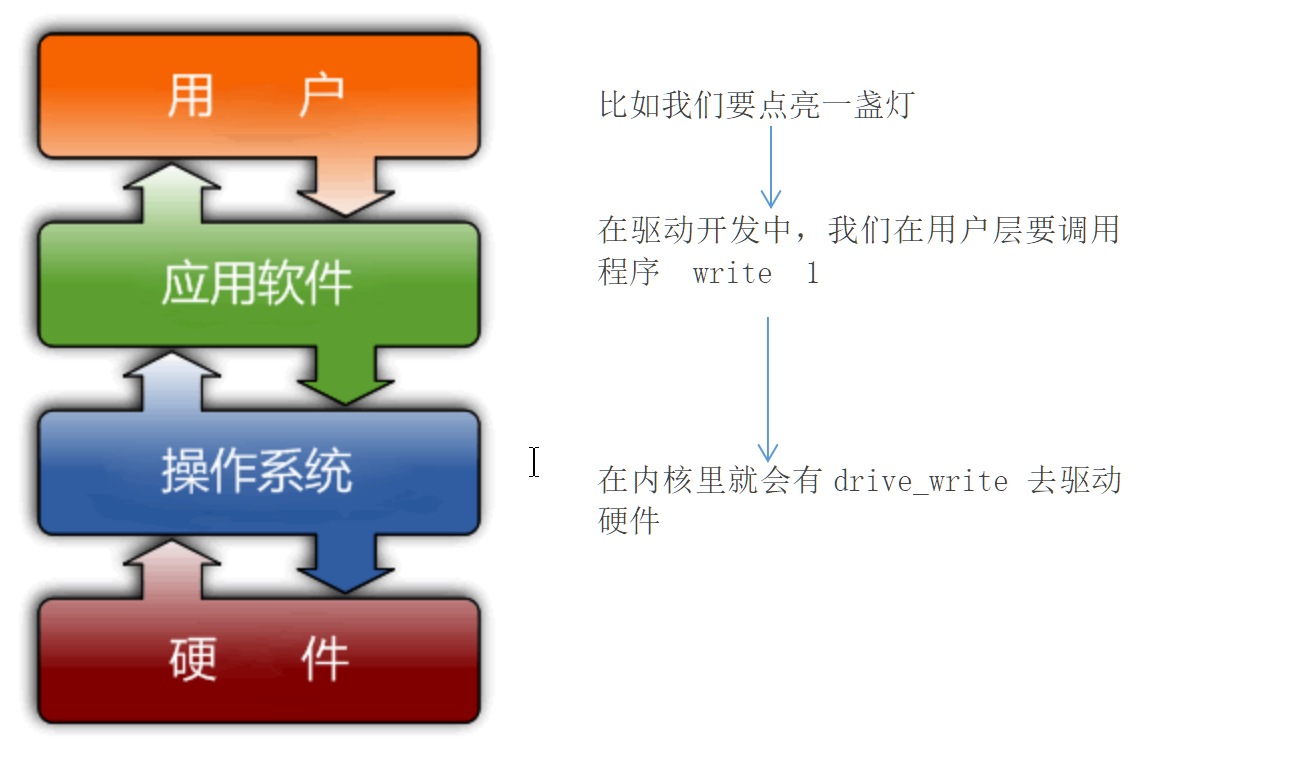 用 户
比如我们要点亮一盏灯
应用软件
在驱动开发中，我们在用户层要调用
程序 write 1
操作系统
在内核里就会有 drive_write 去驱动
硬件
硬 件